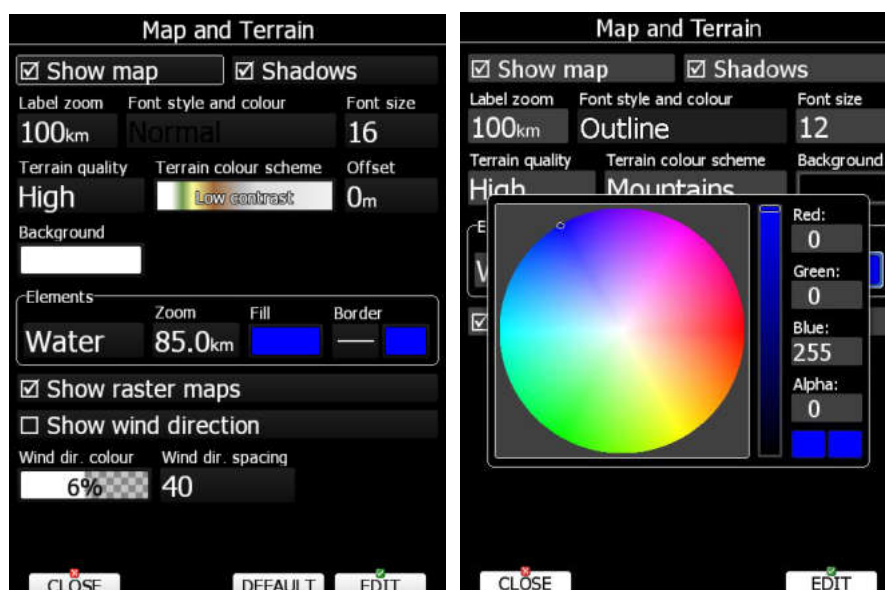 Map and Terrain
Show map Shadows
Label zoom Font style and colour Font size
100km Normal 16
Terrain quality Terrain colour scheme Offset
High Low contrast 0m
Background
Elements
Zoom Fill Border
Water 85.0km
Show raster maps
Show wind direction
Wind dir. colour Wind dir. spacing
6% 40
CLOSE DEFAULT EDIT
Map and Terrain
Show map Shadows
Label zoom Font style and colour Font size
100km Outline 12
Terrain quality Terrain colour scheme Background
High Mountains
Red:
0
Green:
0
Blue:
255
Alpha:
0
CLOSE EDIT